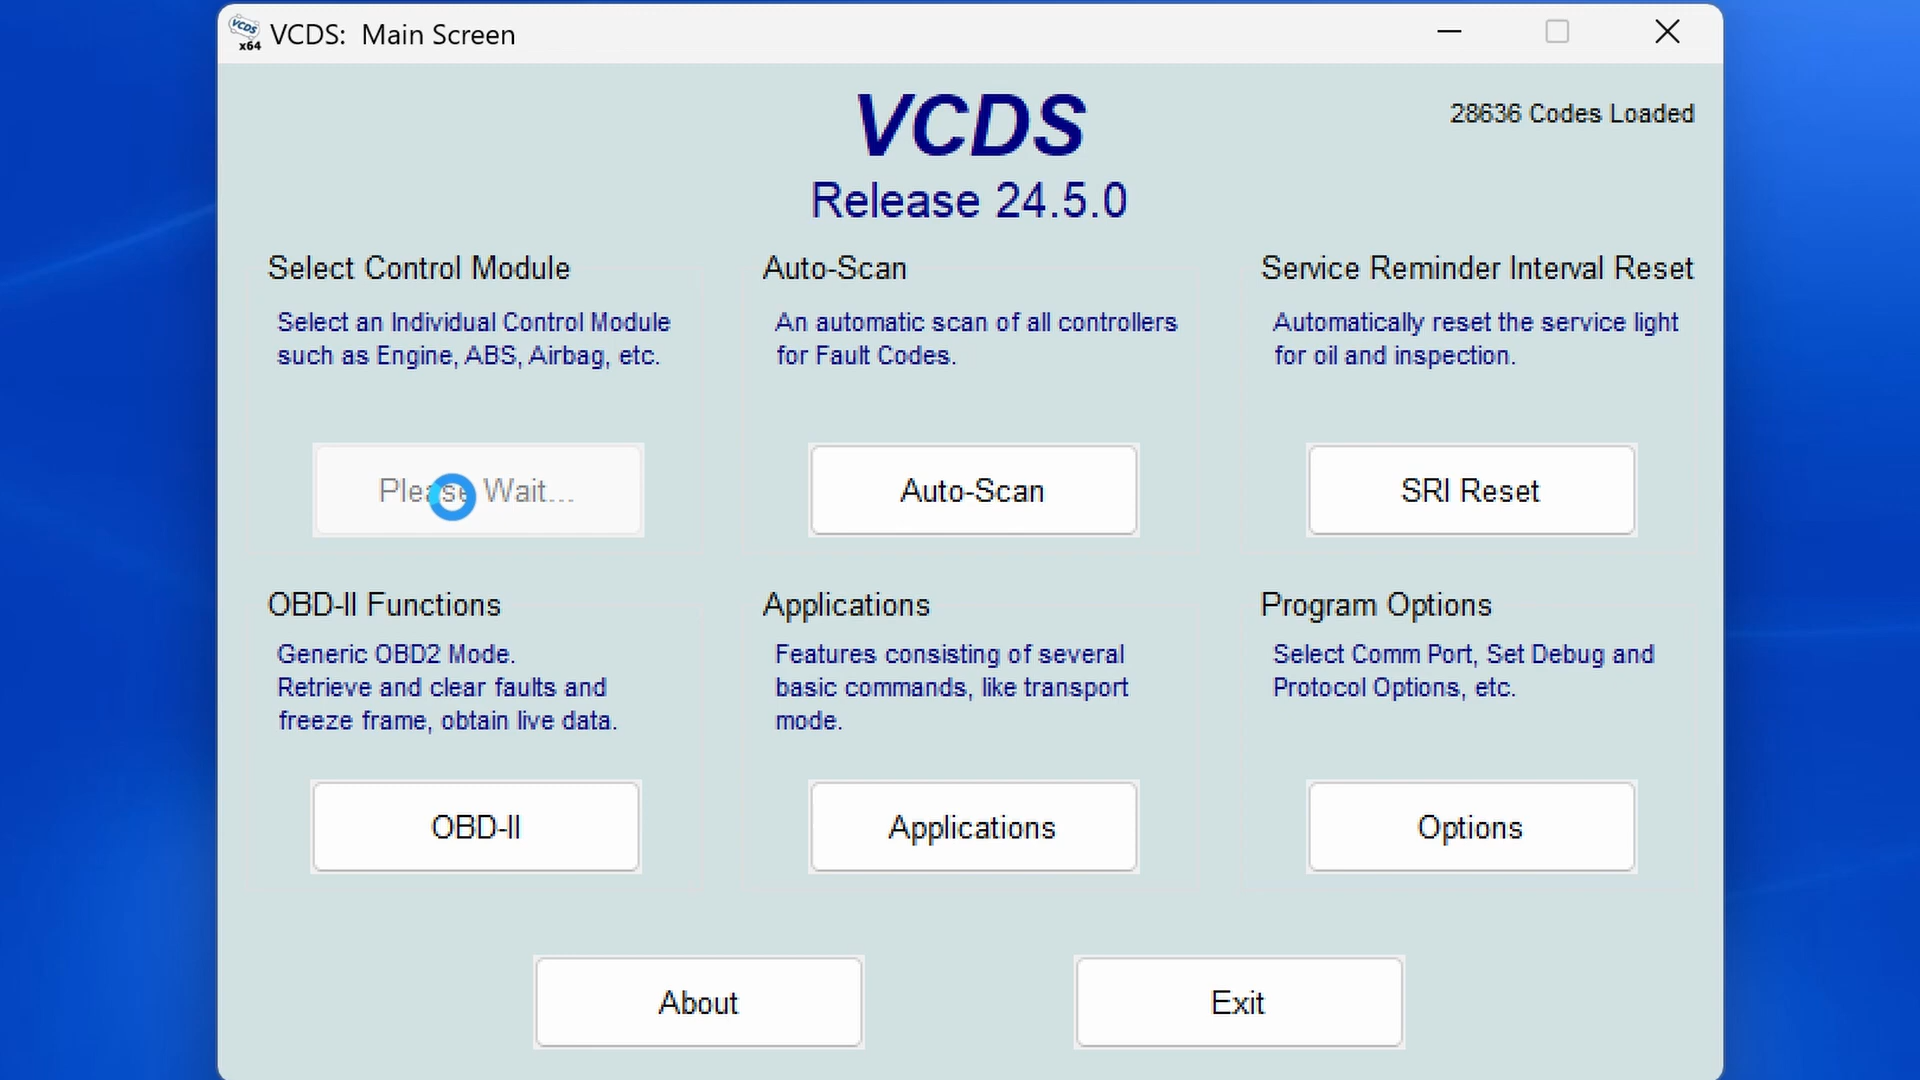 VCDS x64 VCDS: Main Screen
VCDS
Release 24.5.0
28636 Codes Loaded
Select Control Module
Select an Individual Control Module
such as Engine, ABS, Airbag, etc.
Please Wait...
Auto-Scan
An automatic scan of all controllers
for Fault Codes.
Auto-Scan
Service Reminder Interval Reset
Automatically reset the service light
for oil and inspection.
SRI Reset
OBD-II Functions
Generic OBD2 Mode.
Retrieve and clear faults and
freeze frame, obtain live data.
OBD-II
Applications
Features consisting of several
basic commands, like transport
mode.
Applications
Program Options
Select Comm Port, Set Debug and
Protocol Options, etc.
Options
About
Exit